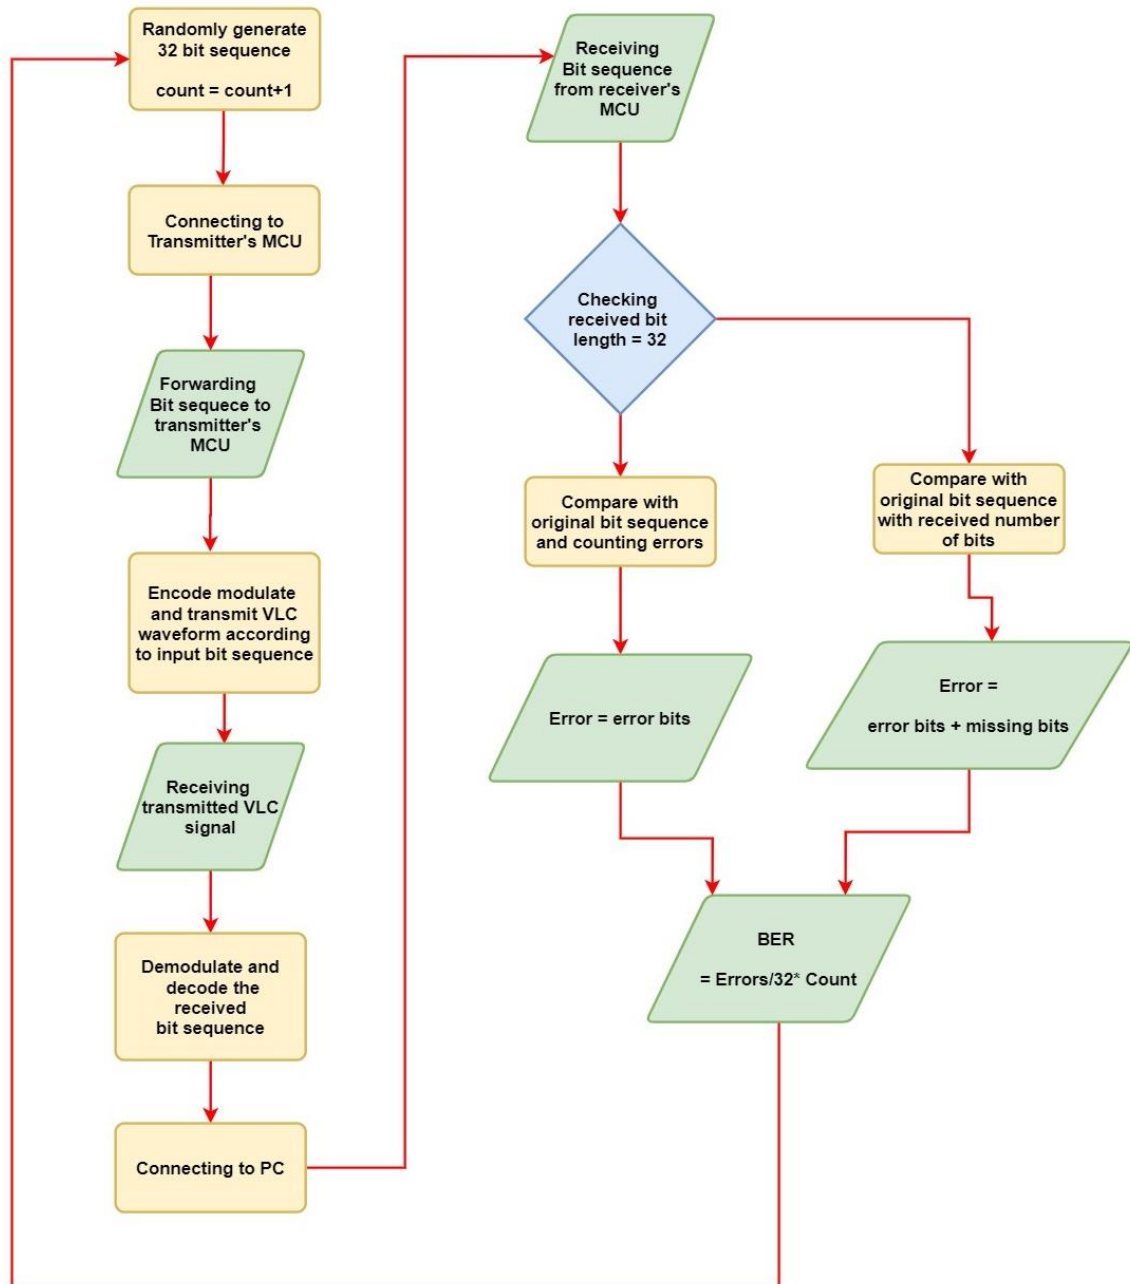 Randomly generate
32 bit sequence
count = count+1
Connecting to
Transmitter's MCU
Forwarding
Bit sequece to
transmitter's
MCU
Encode modulate
and transmit VLC
waveform according
to input bit sequence
Receiving
transmitted VLC
signal
Demodulate and
decode the
received
bit sequence
Connecting to PC
Receiving
Bit sequence
from receiver's
MCU
Checking
received bit
length = 32
Compare with
original bit sequence
and counting errors
Compare with
original bit sequence
with received number
of bits
Error = error bits
Error =
error bits + missing bits
BER
= Errors/32* Count